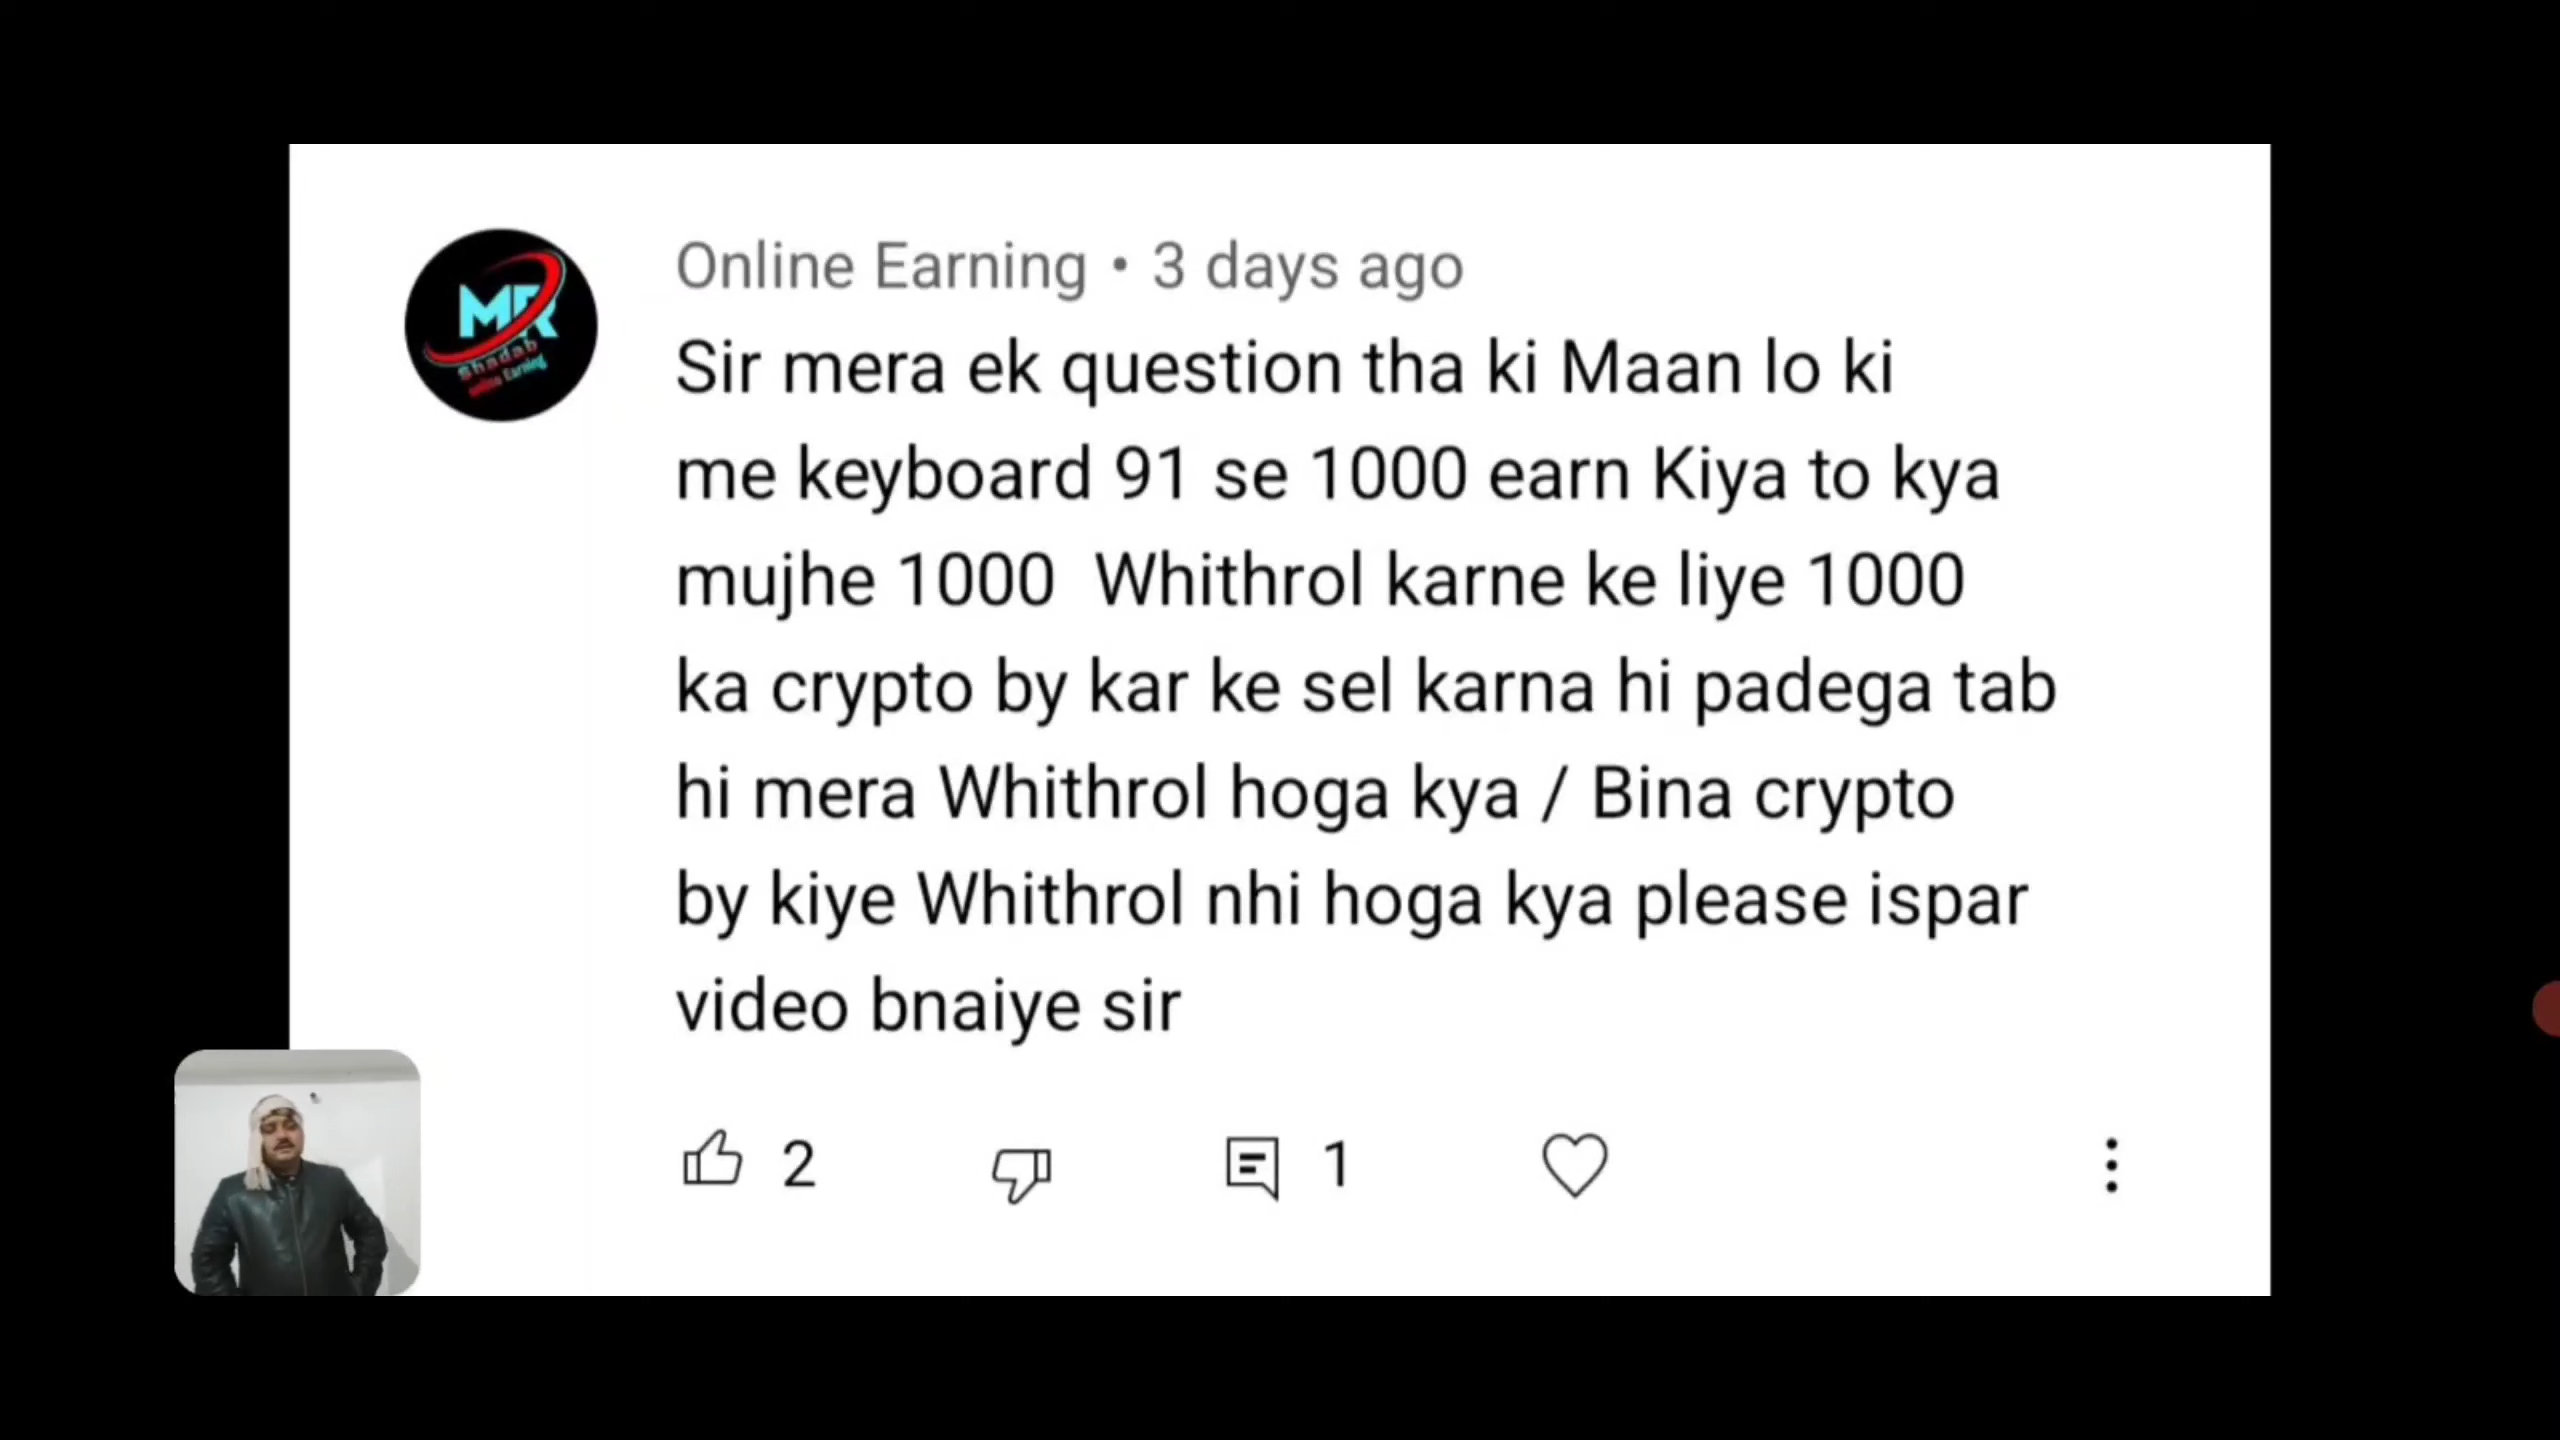 MR
Shadab
online Earning
Online Earning • 3 days ago
Sir mera ek question tha ki Maan lo ki
me keyboard 91 se 1000 earn Kiya to kya
mujhe 1000  Whithrol karne ke liye 1000
ka crypto by kar ke sel karna hi padega tab
hi mera Whithrol hoga kya / Bina crypto
by kiye Whithrol nhi hoga kya please ispar
video bnaiye sir
2 1